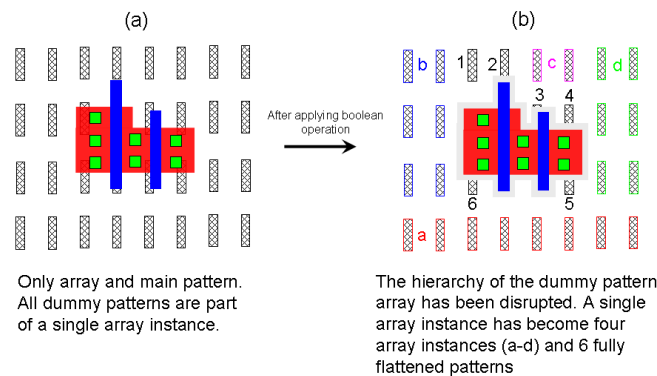 (a)
(b)
b
1
2
c
d
3
4
After applying boolean
operation
6
5
a
Only array and main pattern.
All dummy patterns are part
of a single array instance.
The hierarchy of the dummy pattern
array has been disrupted. A single
array instance has become four
array instances (a-d) and 6 fully
flattened patterns